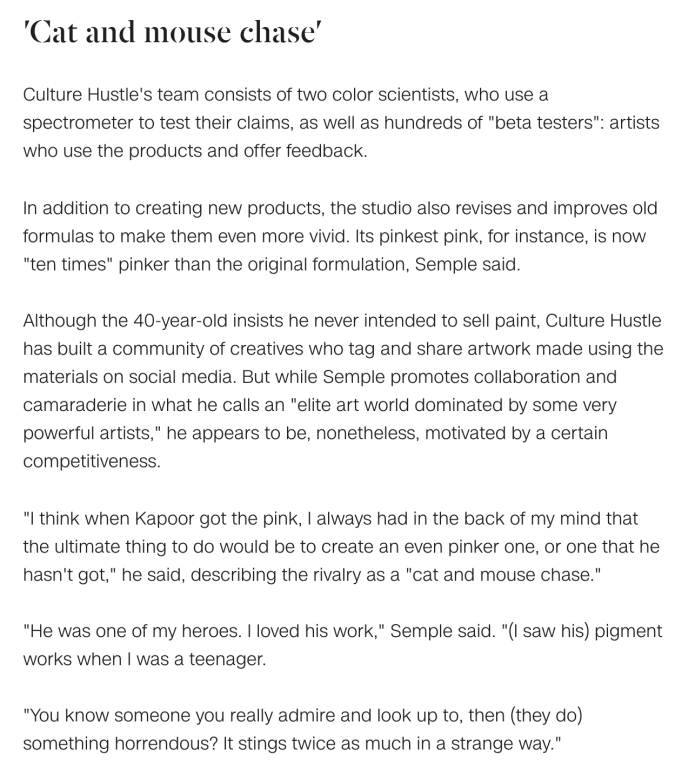 'Cat and mouse chase'
Culture Hustle's team consists of two color scientists, who use a
spectrometer to test their claims, as well as hundreds of "beta testers": artists
who use the products and offer feedback.
In addition to creating new products, the studio also revises and improves old
formulas to make them even more vivid. Its pinkest pink, for instance, is now
"ten times" pinker than the original formulation, Semple said.
Although the 40-year-old insists he never intended to sell paint, Culture Hustle
has built a community of creatives who tag and share artwork made using the
materials on social media. But while Semple promotes collaboration and
camaraderie in what he calls an "elite art world dominated by some very
powerful artists," he appears to be, nonetheless, motivated by a certain
competitiveness.
"I think when Kapoor got the pink, I always had in the back of my mind that
the ultimate thing to do would be to create an even pinker one, or one that he
hasn't got," he said, describing the rivalry as a "cat and mouse chase."
"He was one of my heroes. I loved his work," Semple said. "(I saw his) pigment
works when I was a teenager.
"You know someone you really admire and look up to, then (they do)
something horrendous? It stings twice as much in a strange way."